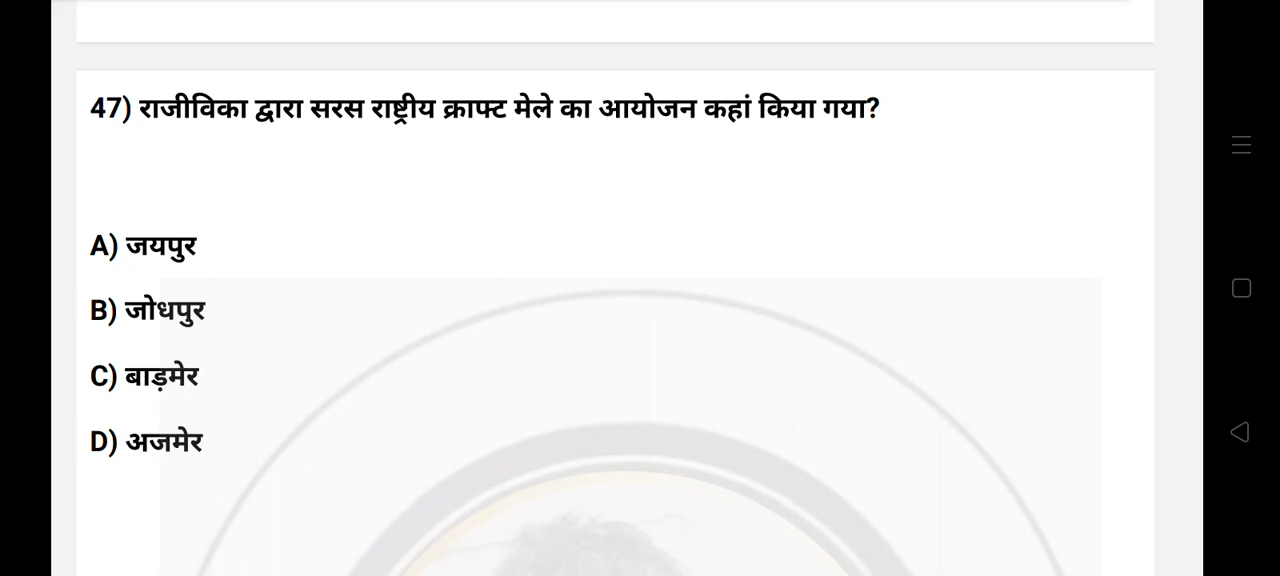 47) राजीविका द्वारा सरस राष्ट्रीय क्राफ्ट मेले का आयोजन कहां किया गया?
A) जयपुर
B) जोधपुर
C) बाड़मेर
D) अजमेर